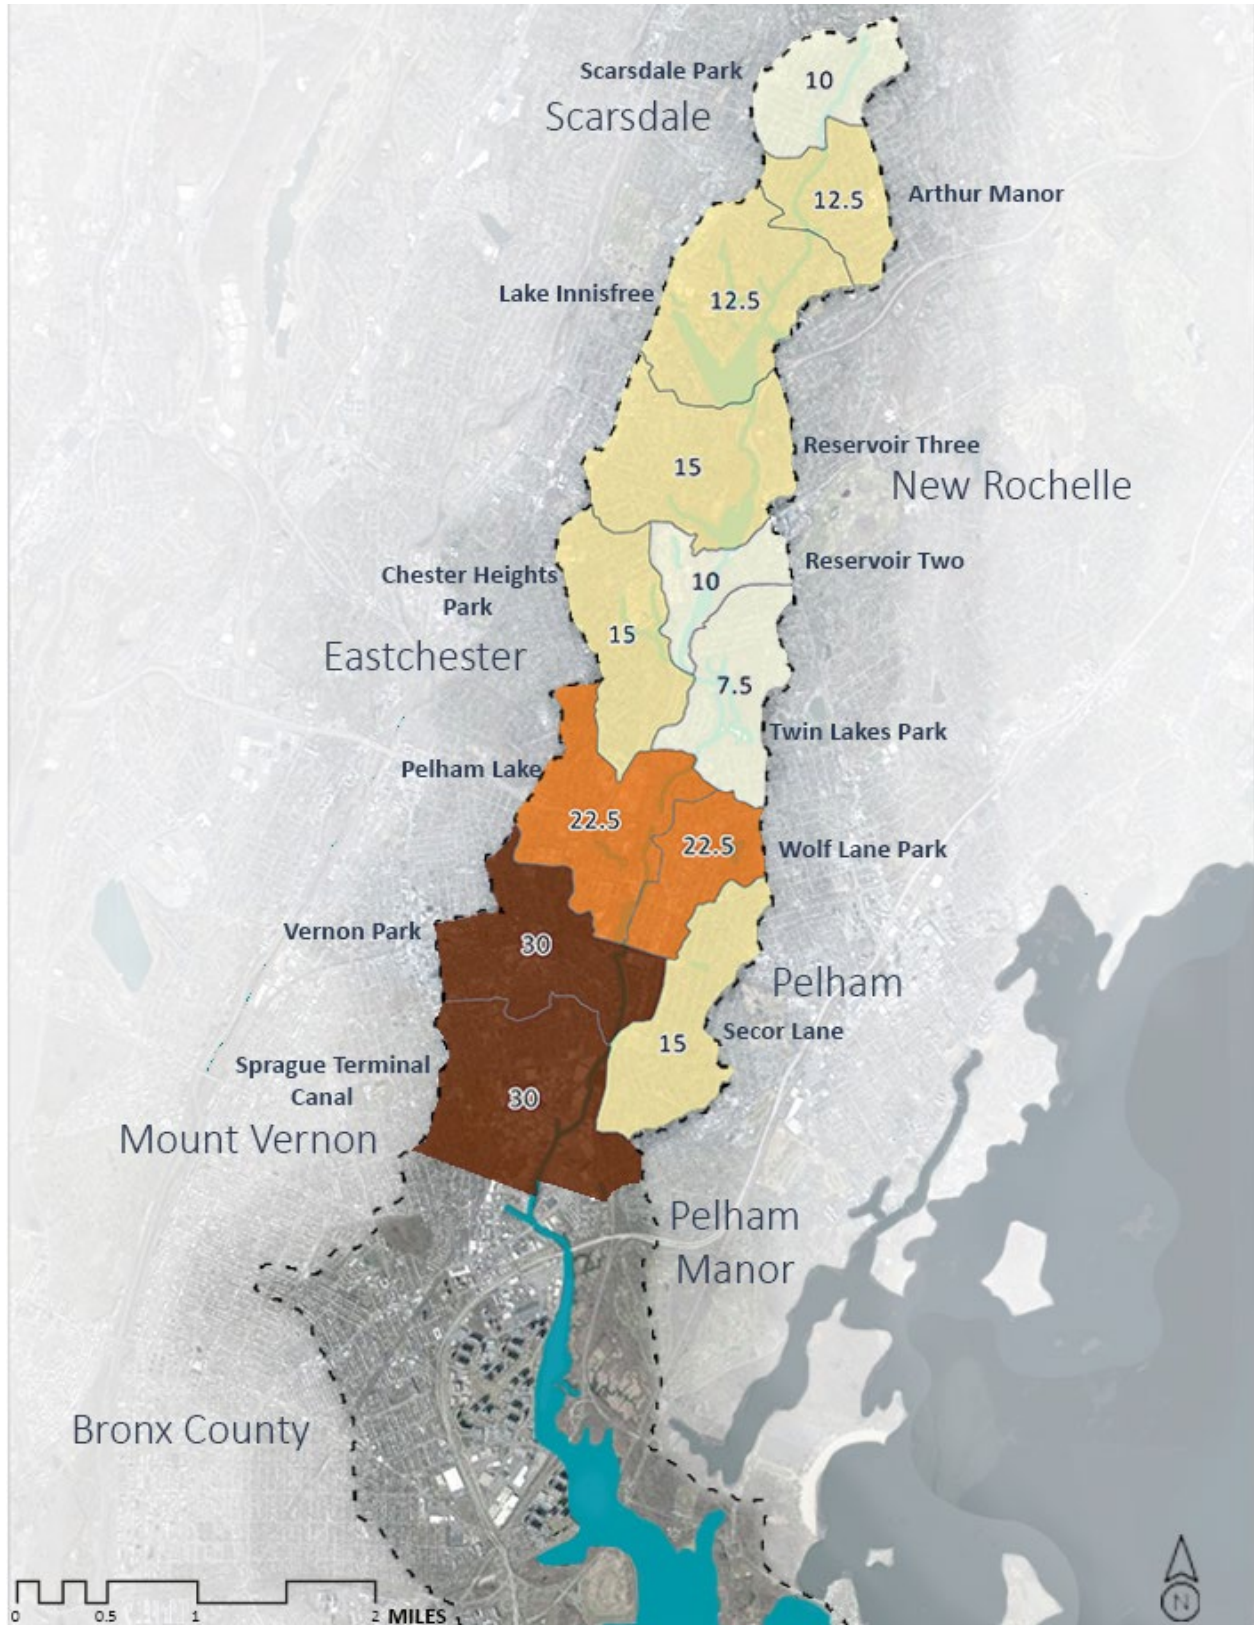 Scarsdale Park
10
Scarsdale
12.5
Arthur Manor
Lake Innisfree
12.5
Reservoir Three
15
New Rochelle
Reservoir Two
Chester Heights
Park
10
15
Eastchester
7.5
Twin Lakes Park
Pelham Lake
22.5
22.5
Wolf Lane Park
Vernon Park
30
Pelham
Secor Lane
15
Sprague Terminal
Canal
30
Mount Vernon
Pelham
Manor
Bronx County
N
0 0.5 1 2 MILES